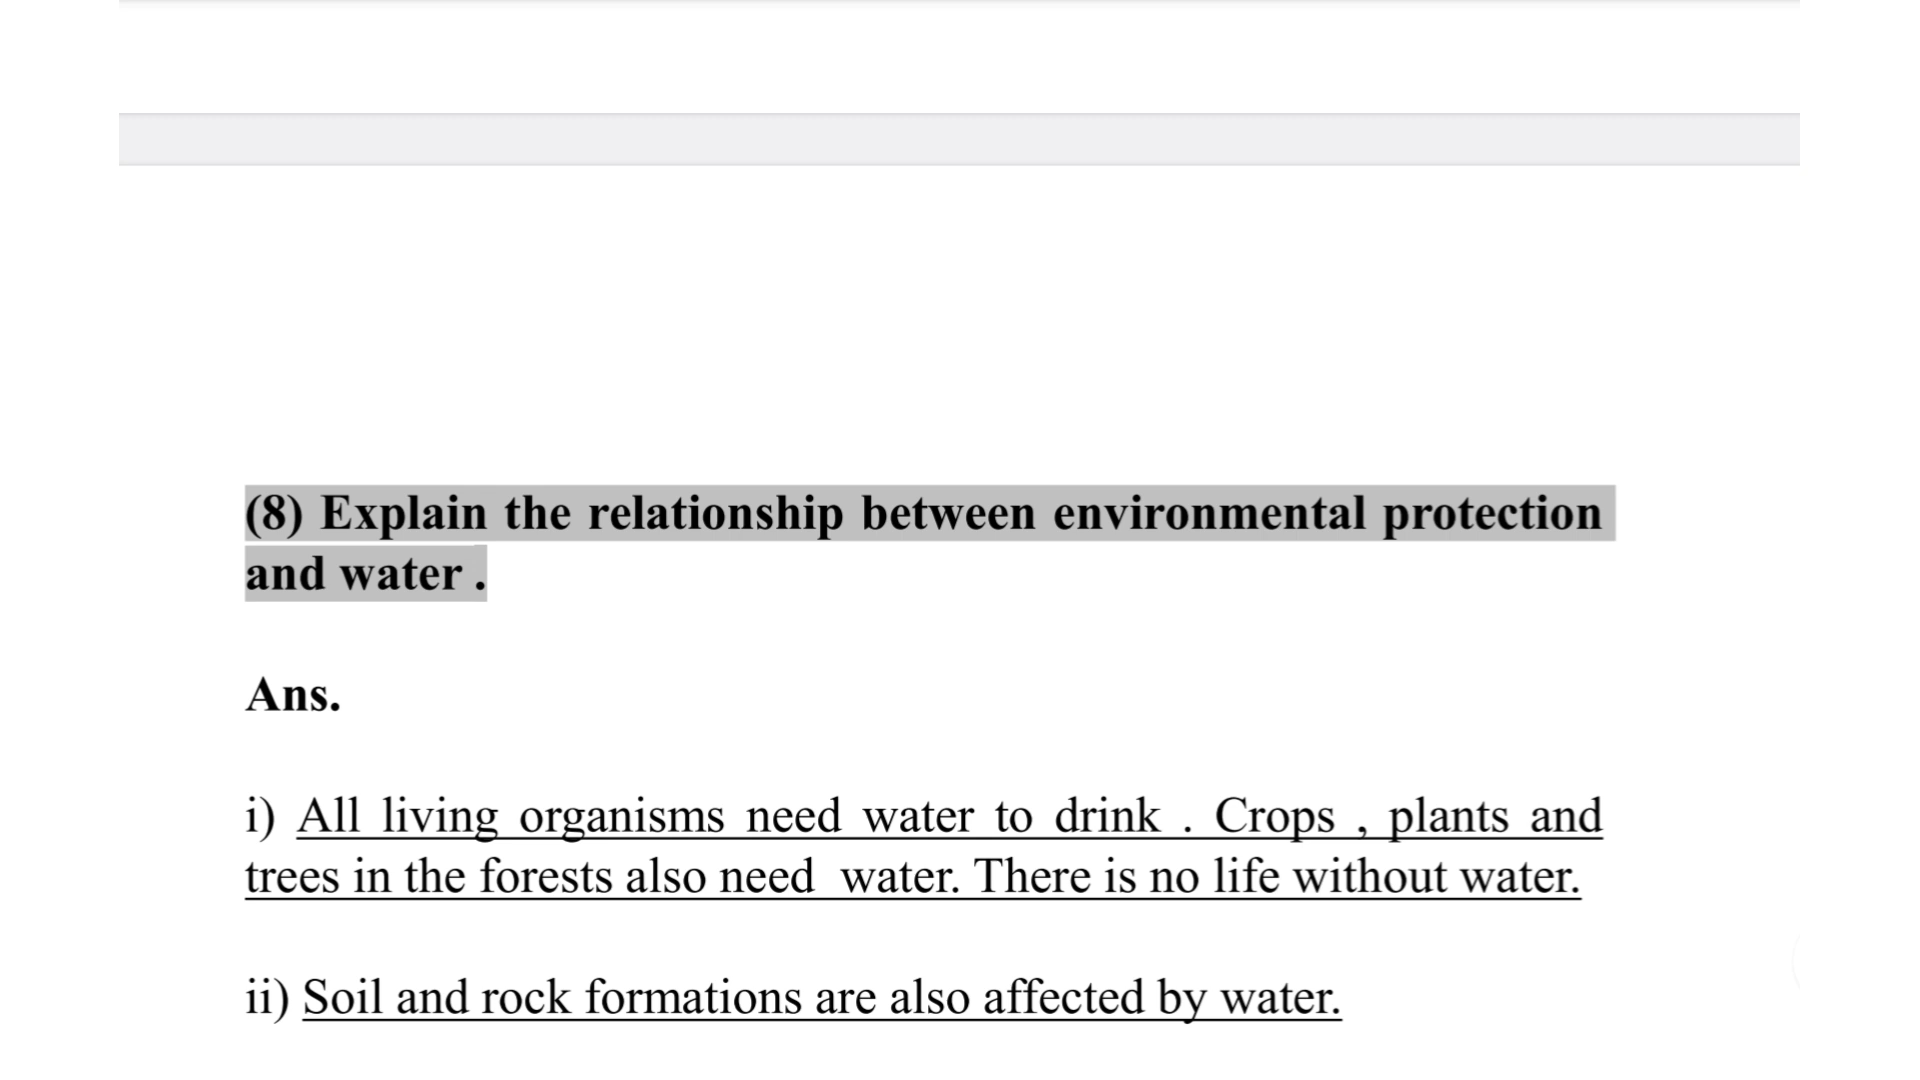 (8) Explain the relationship between environmental protection
and water .
Ans.
i) All living organisms need water to drink . Crops , plants and
trees in the forests also need  water. There is no life without water.
ii) Soil and rock formations are also affected by water.